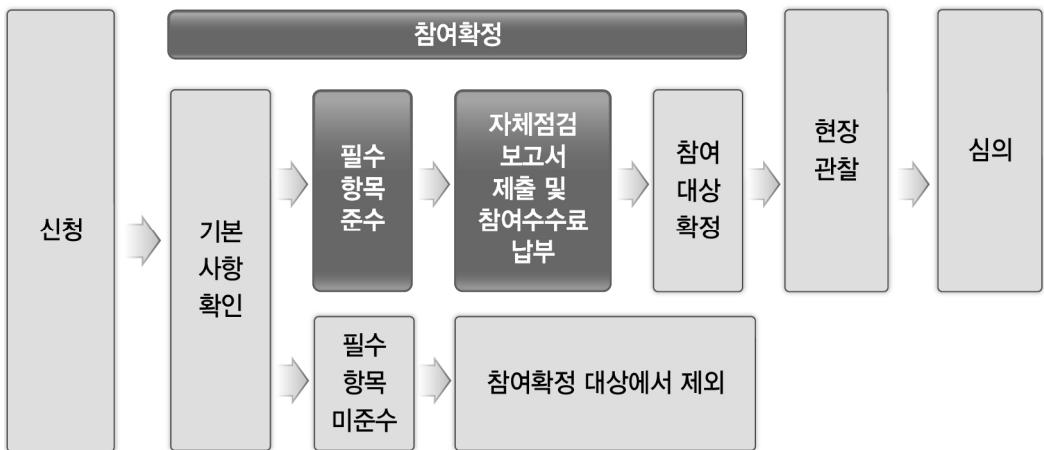 신청
참여확정
기본
사항
확인
필수
항목
준수
자체점검
보고서
제출 및
참여수수료
납부
참여
대상
확정
필수
항목
미준수
참여확정 대상에서 제외
현장
관찰
심의